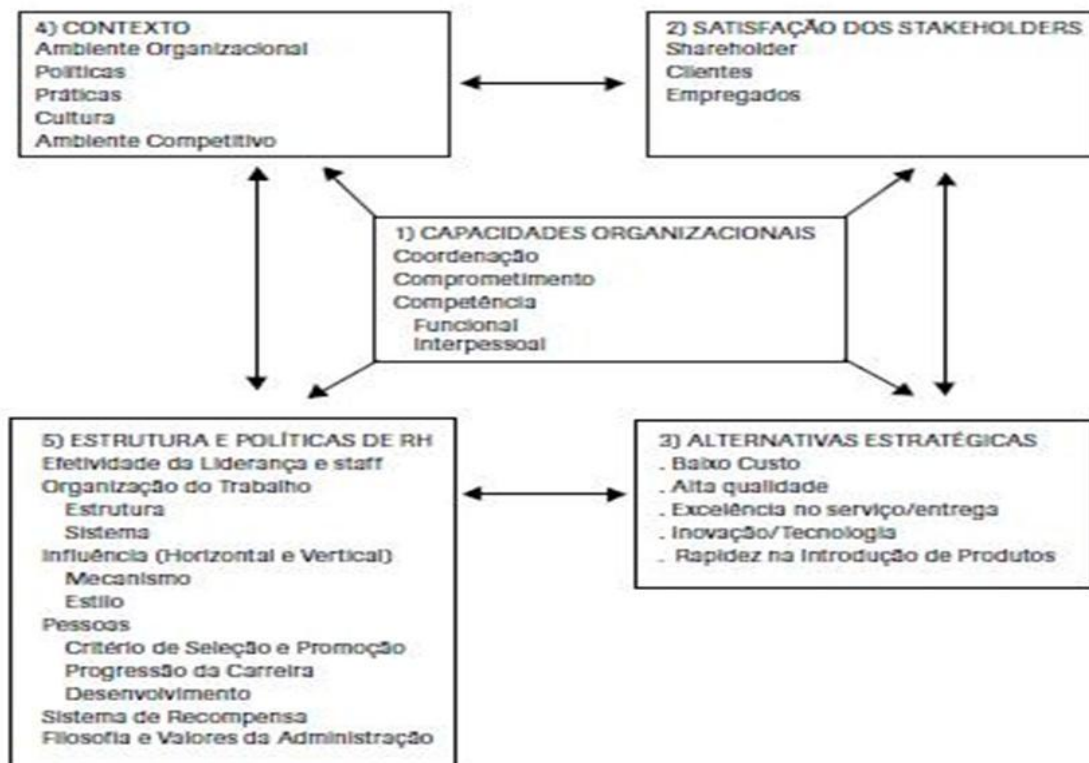 4) CONTEXTO
Ambiente Organizacional
Políticas
Práticas
Cultura
Ambiente Competitivo
2) SATISFAÇÃO DOS STAKEHOLDERS
Shareholder
Clientes
Empregados
1) CAPACIDADES ORGANIZACIONAIS
Coordenação
Comprometimento
Competência
Funcional
Interpessoal
5) ESTRUTURA E POLÍTICAS DE RH
Efetividade da Liderança e staff
Organização do Trabalho
Estrutura
Sistema
Influência (Horizontal e Vertical)
Mecanismo
Estilo
Pessoas
Critério de Seleção e Promoção
Progressão da Carreira
Desenvolvimento
Sistema de Recompensa
Filosofia e Valores da Administração
3) ALTERNATIVAS ESTRATÉGICAS
. Baixo Custo
. Alta qualidade
. Excelência no serviço/entrega
. Inovação/Tecnologia
. Rapidez na Introdução de Produtos